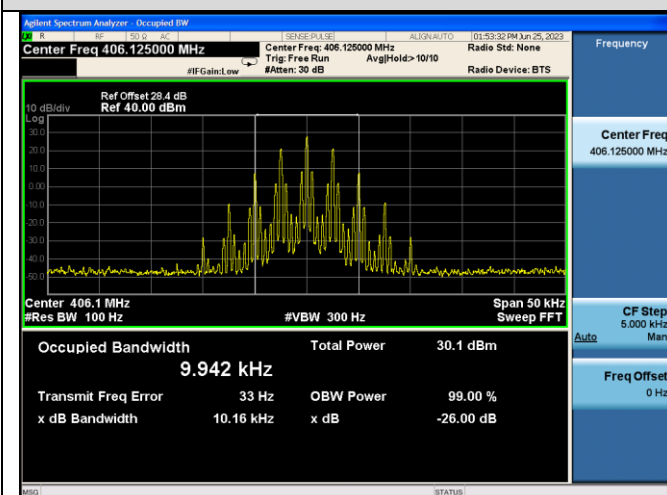 Agilent Spectrum Analyzer - Occupied BW
R RF 50 Ω AC SENSE:PULSE ALIGN AUTO 01:53:32 PM Jun 25, 2023
Center Freq 406.125000 MHz Center Freq: 406.125000 MHz Radio Std: None
Trig: Free Run Avg|Hold:>10/10
#IFGain:Low #Atten: 30 dB Radio Device: BTS
Frequency
Ref Offset 28.4 dB
10 dB/div Ref 40.00 dBm
Log
30.0
20.0
10.0
0.00
-10.0
-20.0
-30.0
-40.0
-50.0
Center Freq
406.125000 MHz
Center 406.1 MHz Span 50 kHz
#Res BW 100 Hz #VBW 300 Hz Sweep FFT
CF Step
5.000 kHz
Auto Man
Occupied Bandwidth Total Power 30.1 dBm
9.942 kHz
Transmit Freq Error 33 Hz OBW Power 99.00 %
x dB Bandwidth 10.16 kHz x dB -26.00 dB
Freq Offset
0 Hz
MSG STATUS